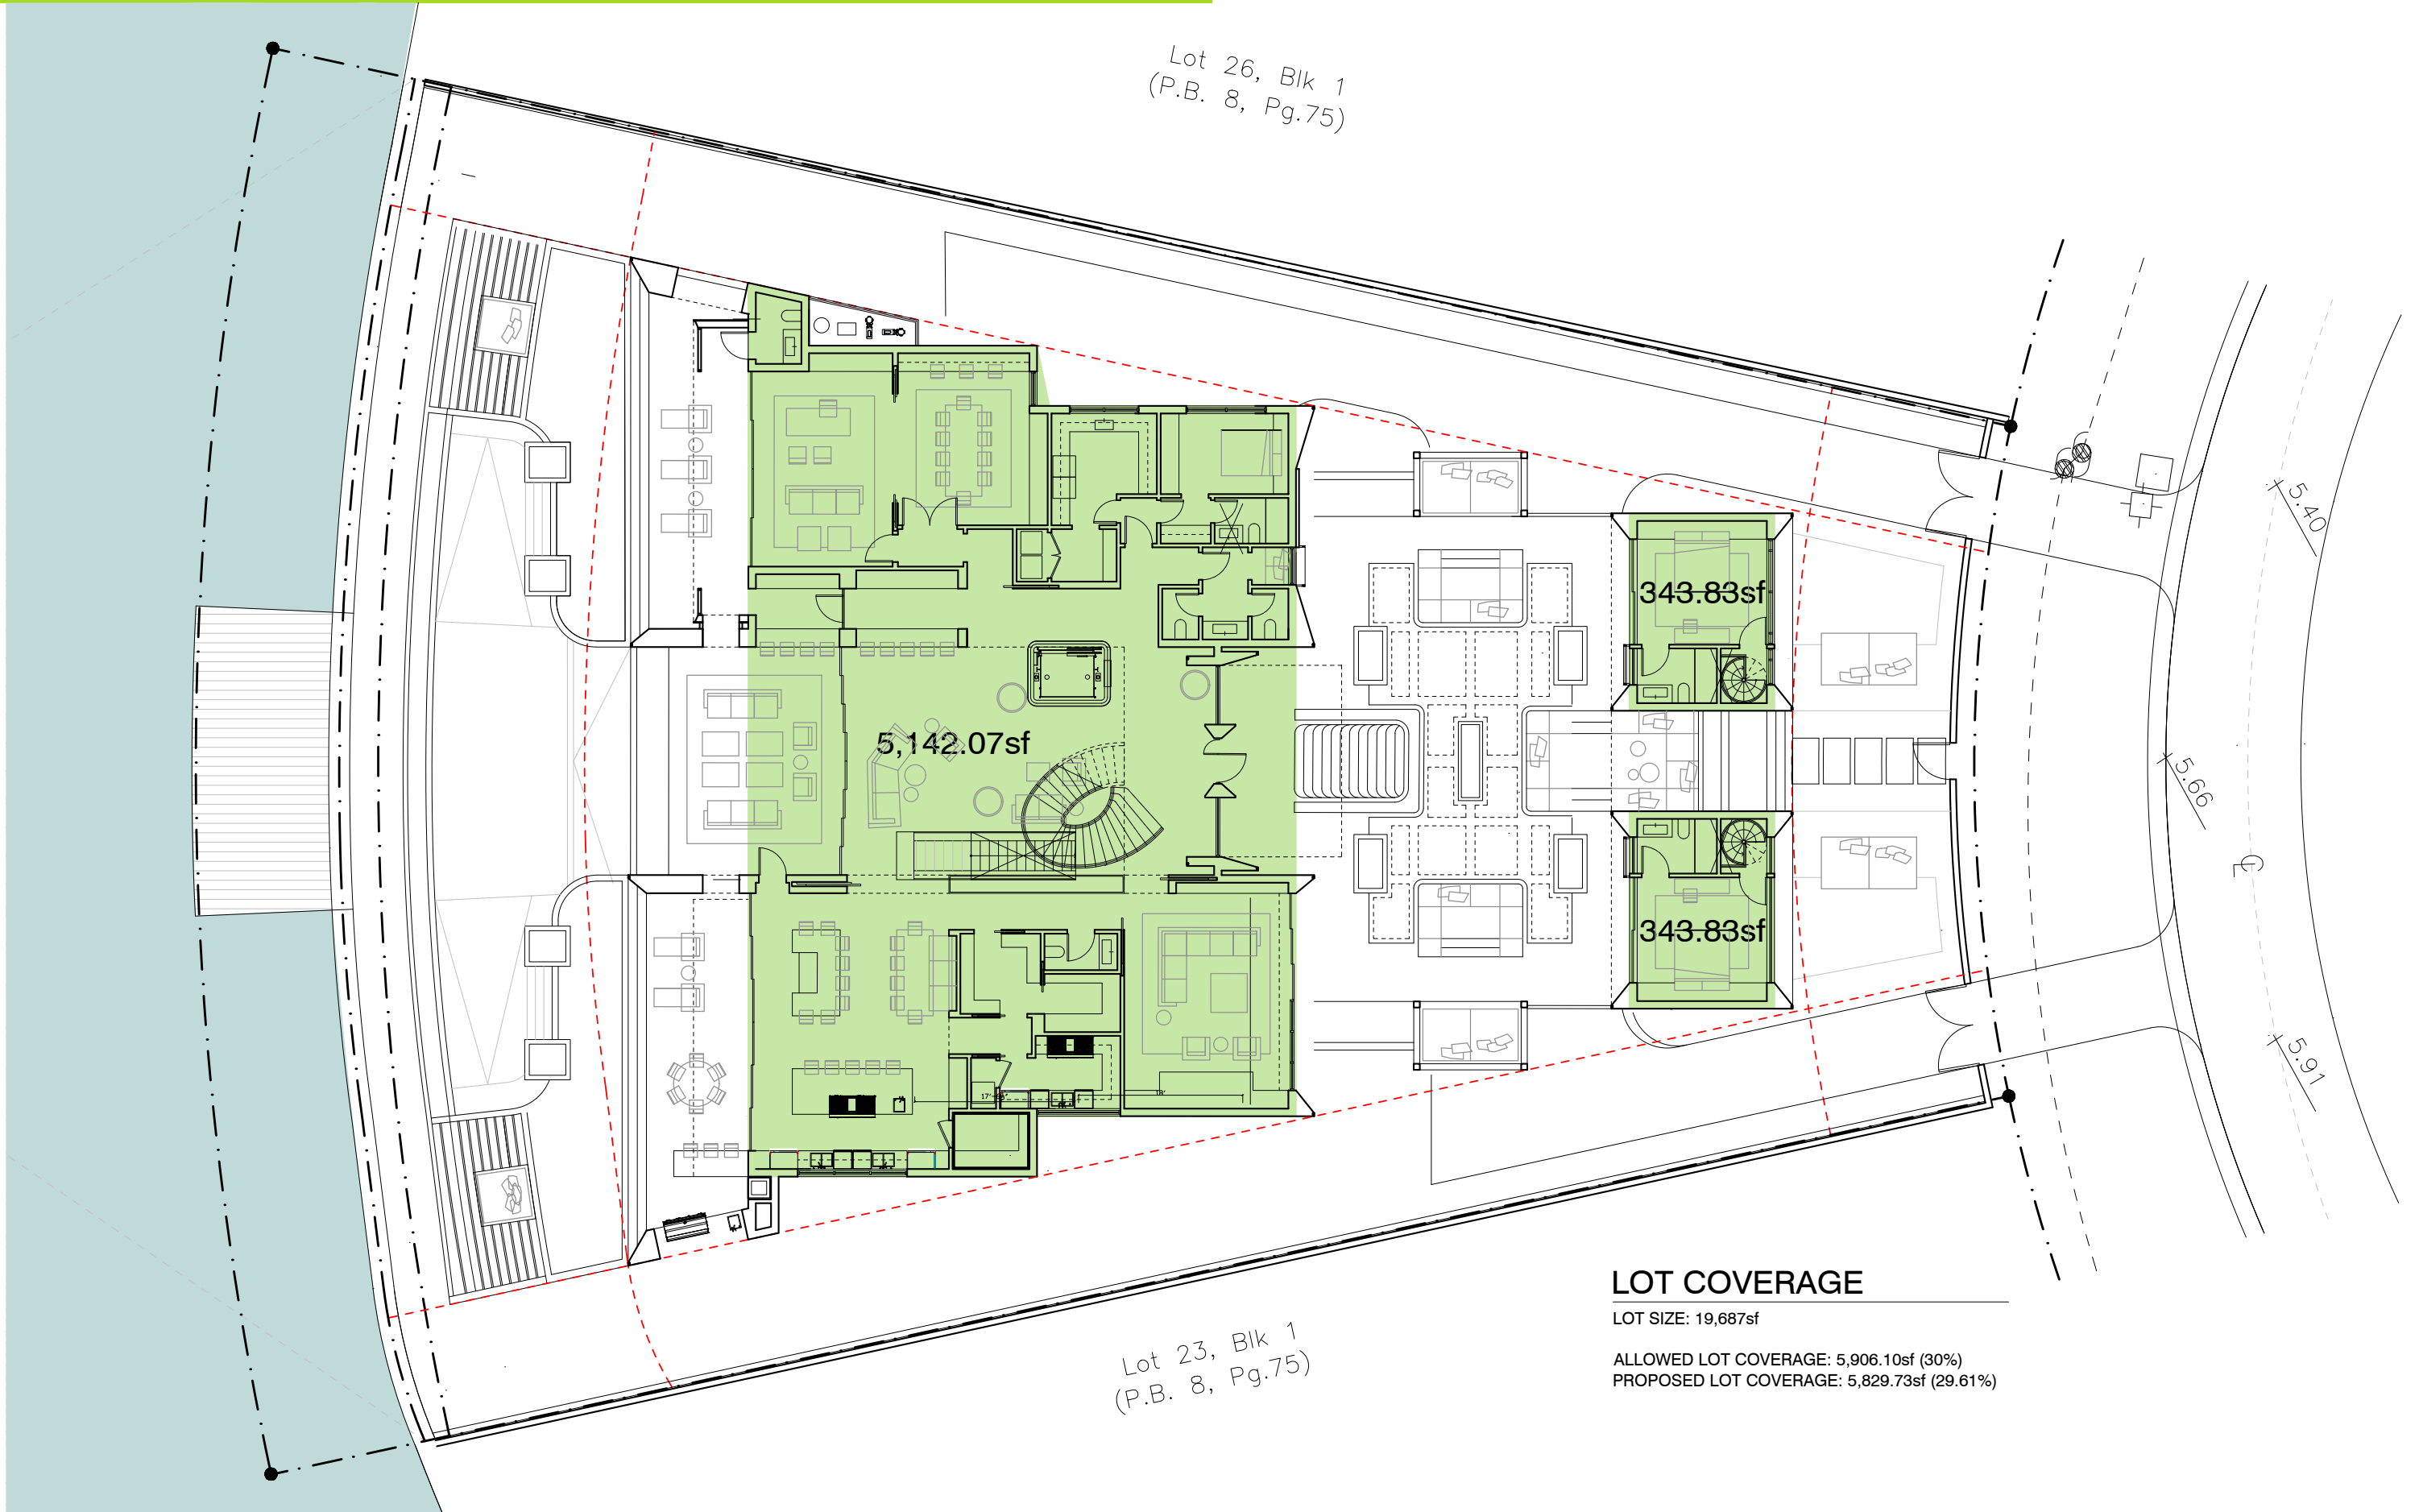 Lot 26, Blk 1
(P.B. 8, Pg.75)
5.40
343.83sf
5,142.07sf
5.66
℄
343.83sf
5.91
18'
LOT COVERAGE
LOT SIZE: 19,687sf
ALLOWED LOT COVERAGE: 5,906.10sf (30%)
PROPOSED LOT COVERAGE: 5,829.73sf (29.61%)
Lot 23, Blk 1
(P.B. 8, Pg.75)